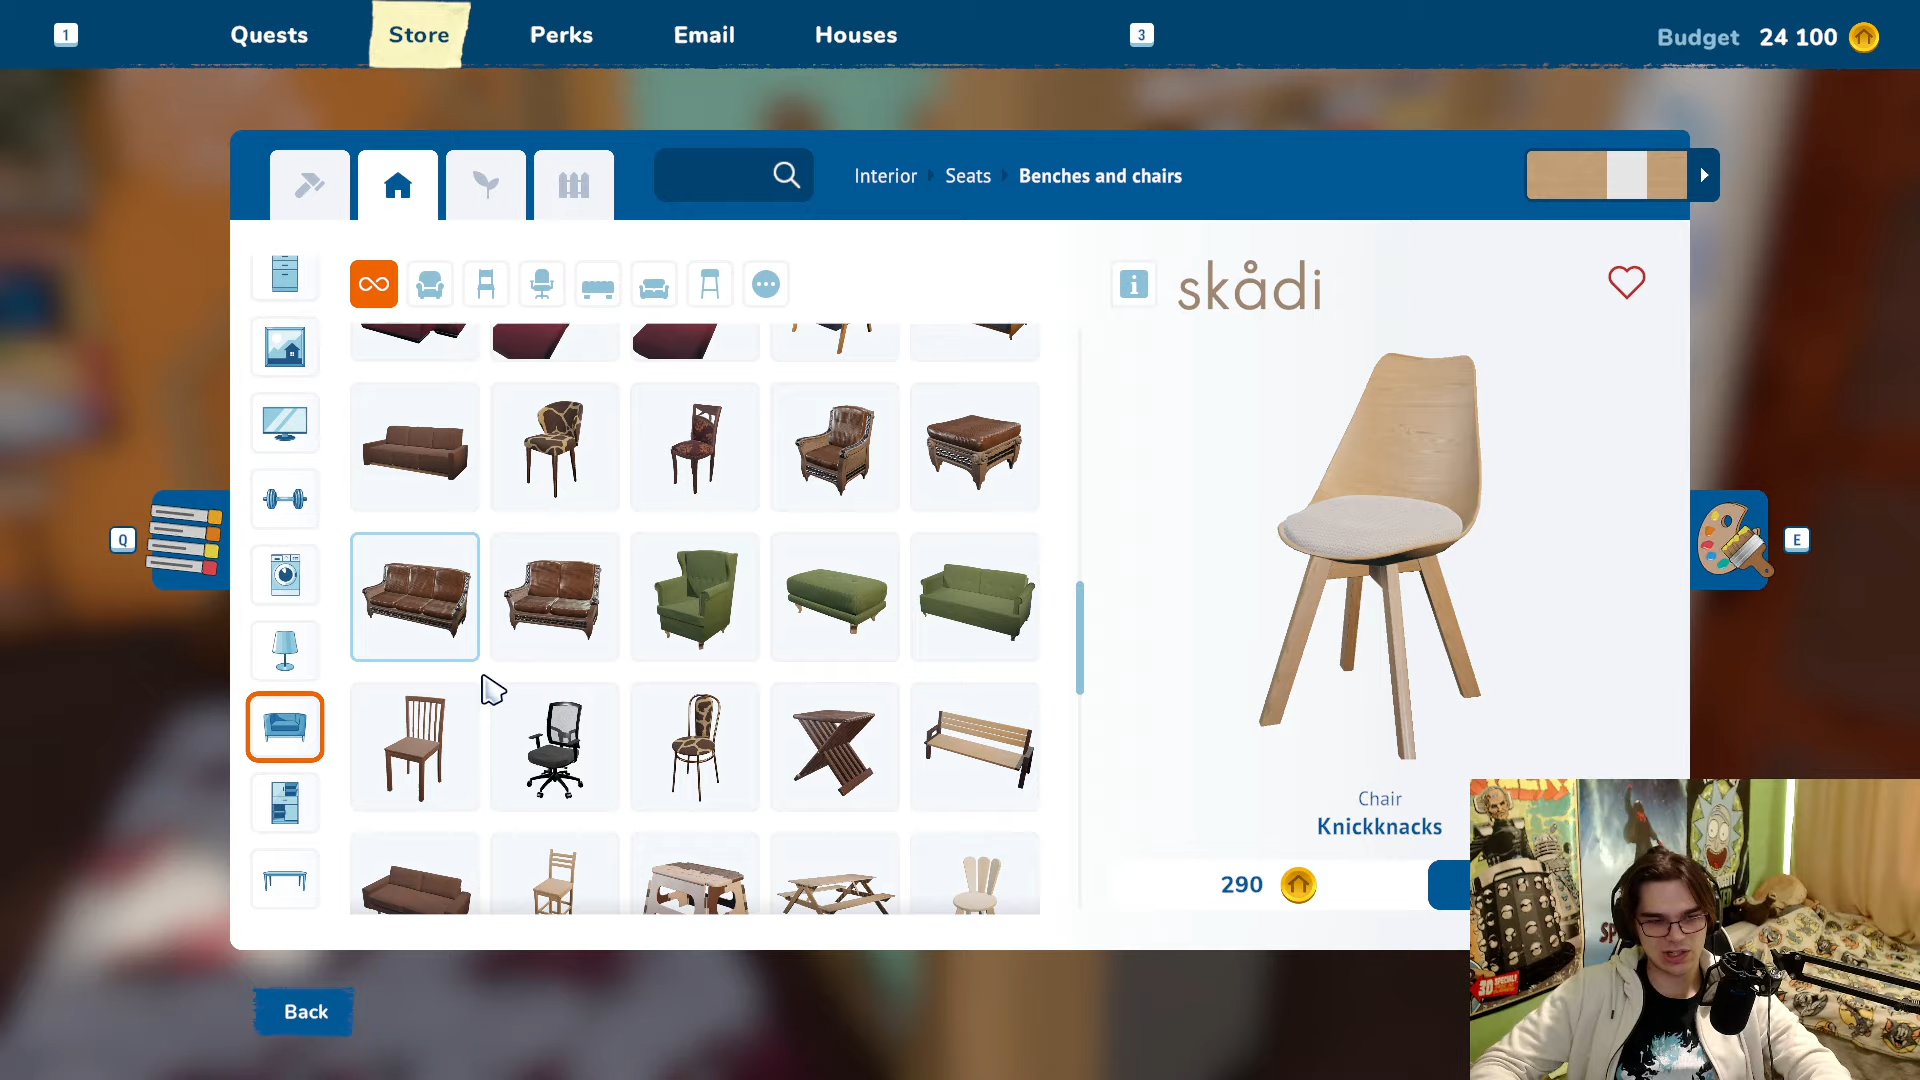 1 Quests Store Perks Email Houses 3 Budget 24 100
Interior Seats Benches and chairs
i skådi
Q
E
Chair
Knickknacks
290
Back